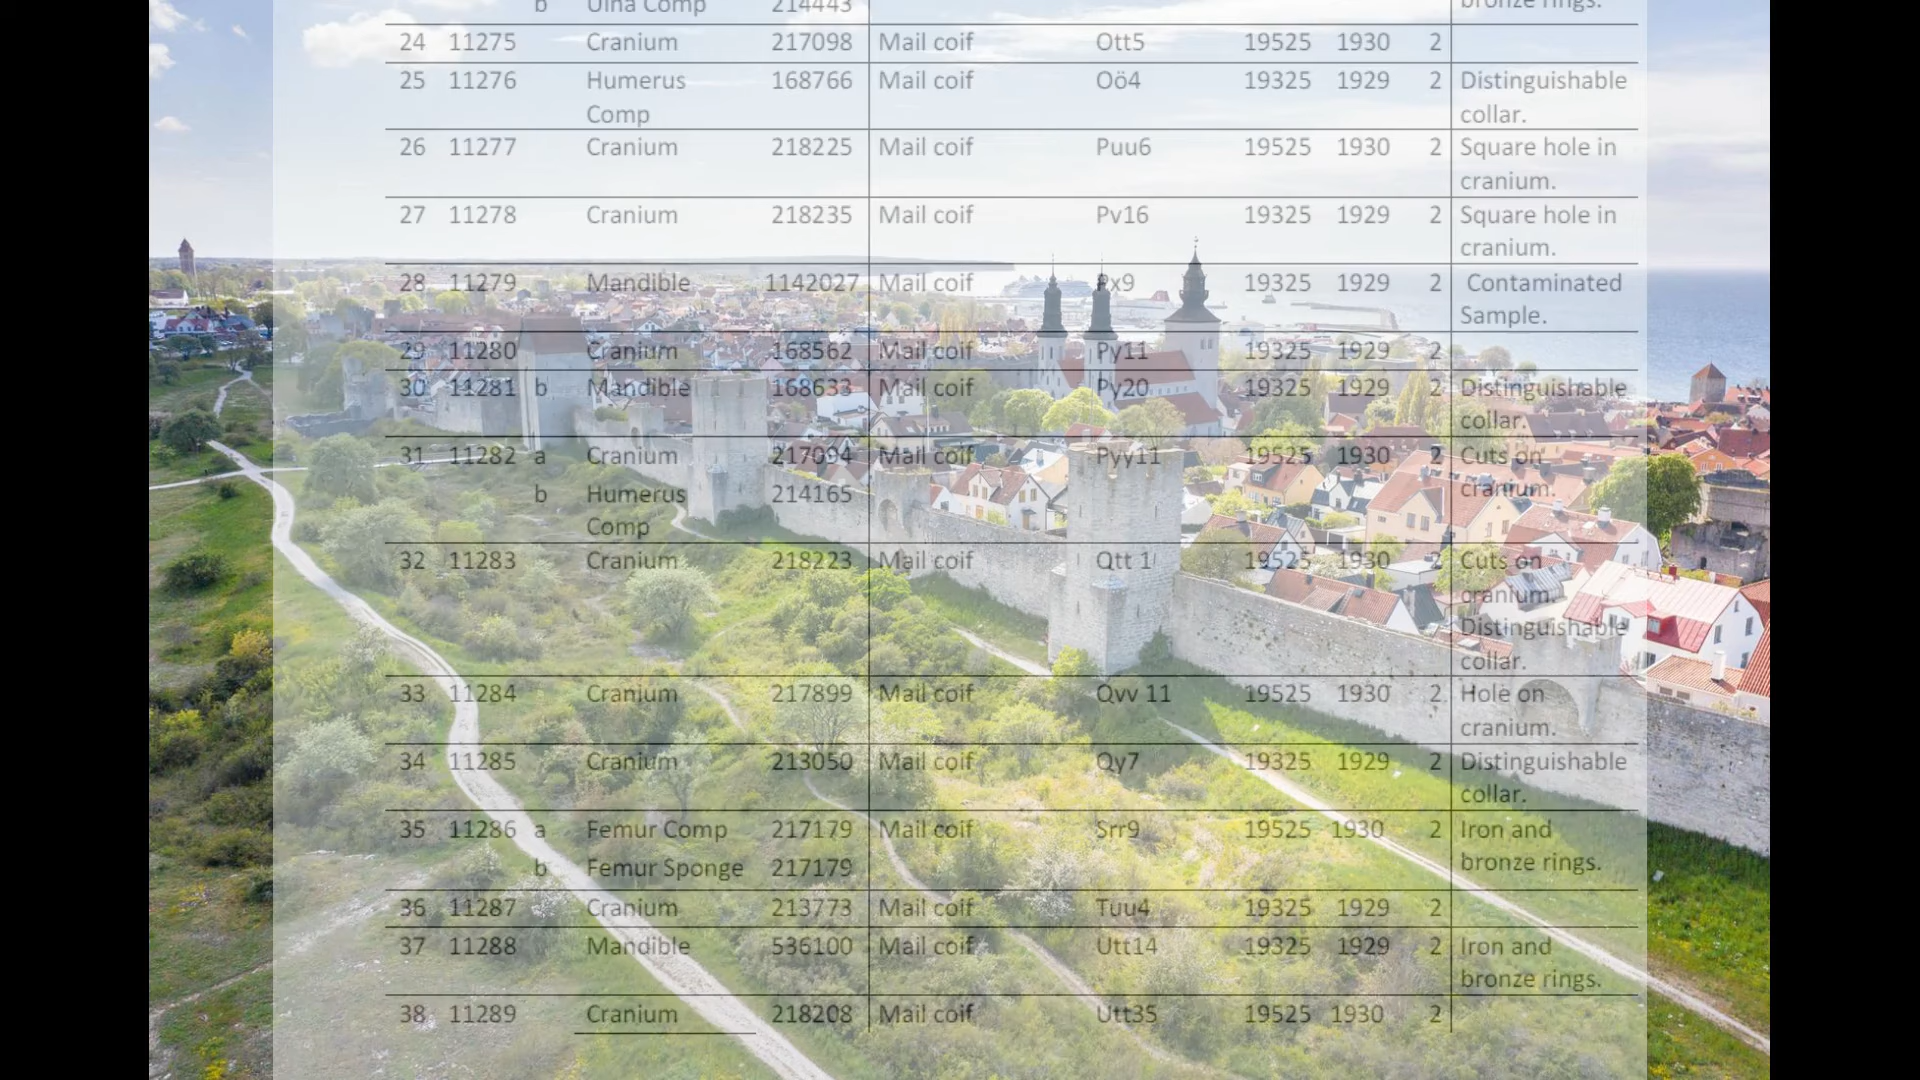 b Ulna Comp 214443 bronze rings.
24 11275 Cranium 217098 Mail coif Ott5 19525 1930 2
25 11276 Humerus 168766 Mail coif Oö4 19325 1929 2 Distinguishable
Comp collar.
26 11277 Cranium 218225 Mail coif Puu6 19525 1930 2 Square hole in
cranium.
27 11278 Cranium 218235 Mail coif Pv16 19325 1929 2 Square hole in
cranium.
28 11279 Mandible 1142027 Mail coif Px9 19325 1929 2 Contaminated
Sample.
29 11280 Cranium 168562 Mail coif Py11 19325 1929 2
30 11281 b Mandible 168633 Mail coif Py20 19325 1929 2 Distinguishable
collar.
31 11282 a Cranium 217094 Mail coif Pyy11 19525 1930 2 Cuts on
cranium.
b Humerus 214165
Comp
32 11283 Cranium 218223 Mail coif Qtt 1 19525 1930 2 Cuts on
cranium.
Distinguishable
collar.
33 11284 Cranium 217899 Mail coif Qvv 11 19525 1930 2 Hole on
cranium.
34 11285 Cranium 213050 Mail coif Qy7 19325 1929 2 Distinguishable
collar.
35 11286 a Femur Comp 217179 Mail coif Srr9 19525 1930 2 Iron and
bronze rings.
b Femur Sponge 217179
36 11287 Cranium 213773 Mail coif Tuu4 19325 1929 2
37 11288 Mandible 536100 Mail coif Utt14 19325 1929 2 Iron and
bronze rings.
38 11289 Cranium 218208 Mail coif Utt35 19525 1930 2